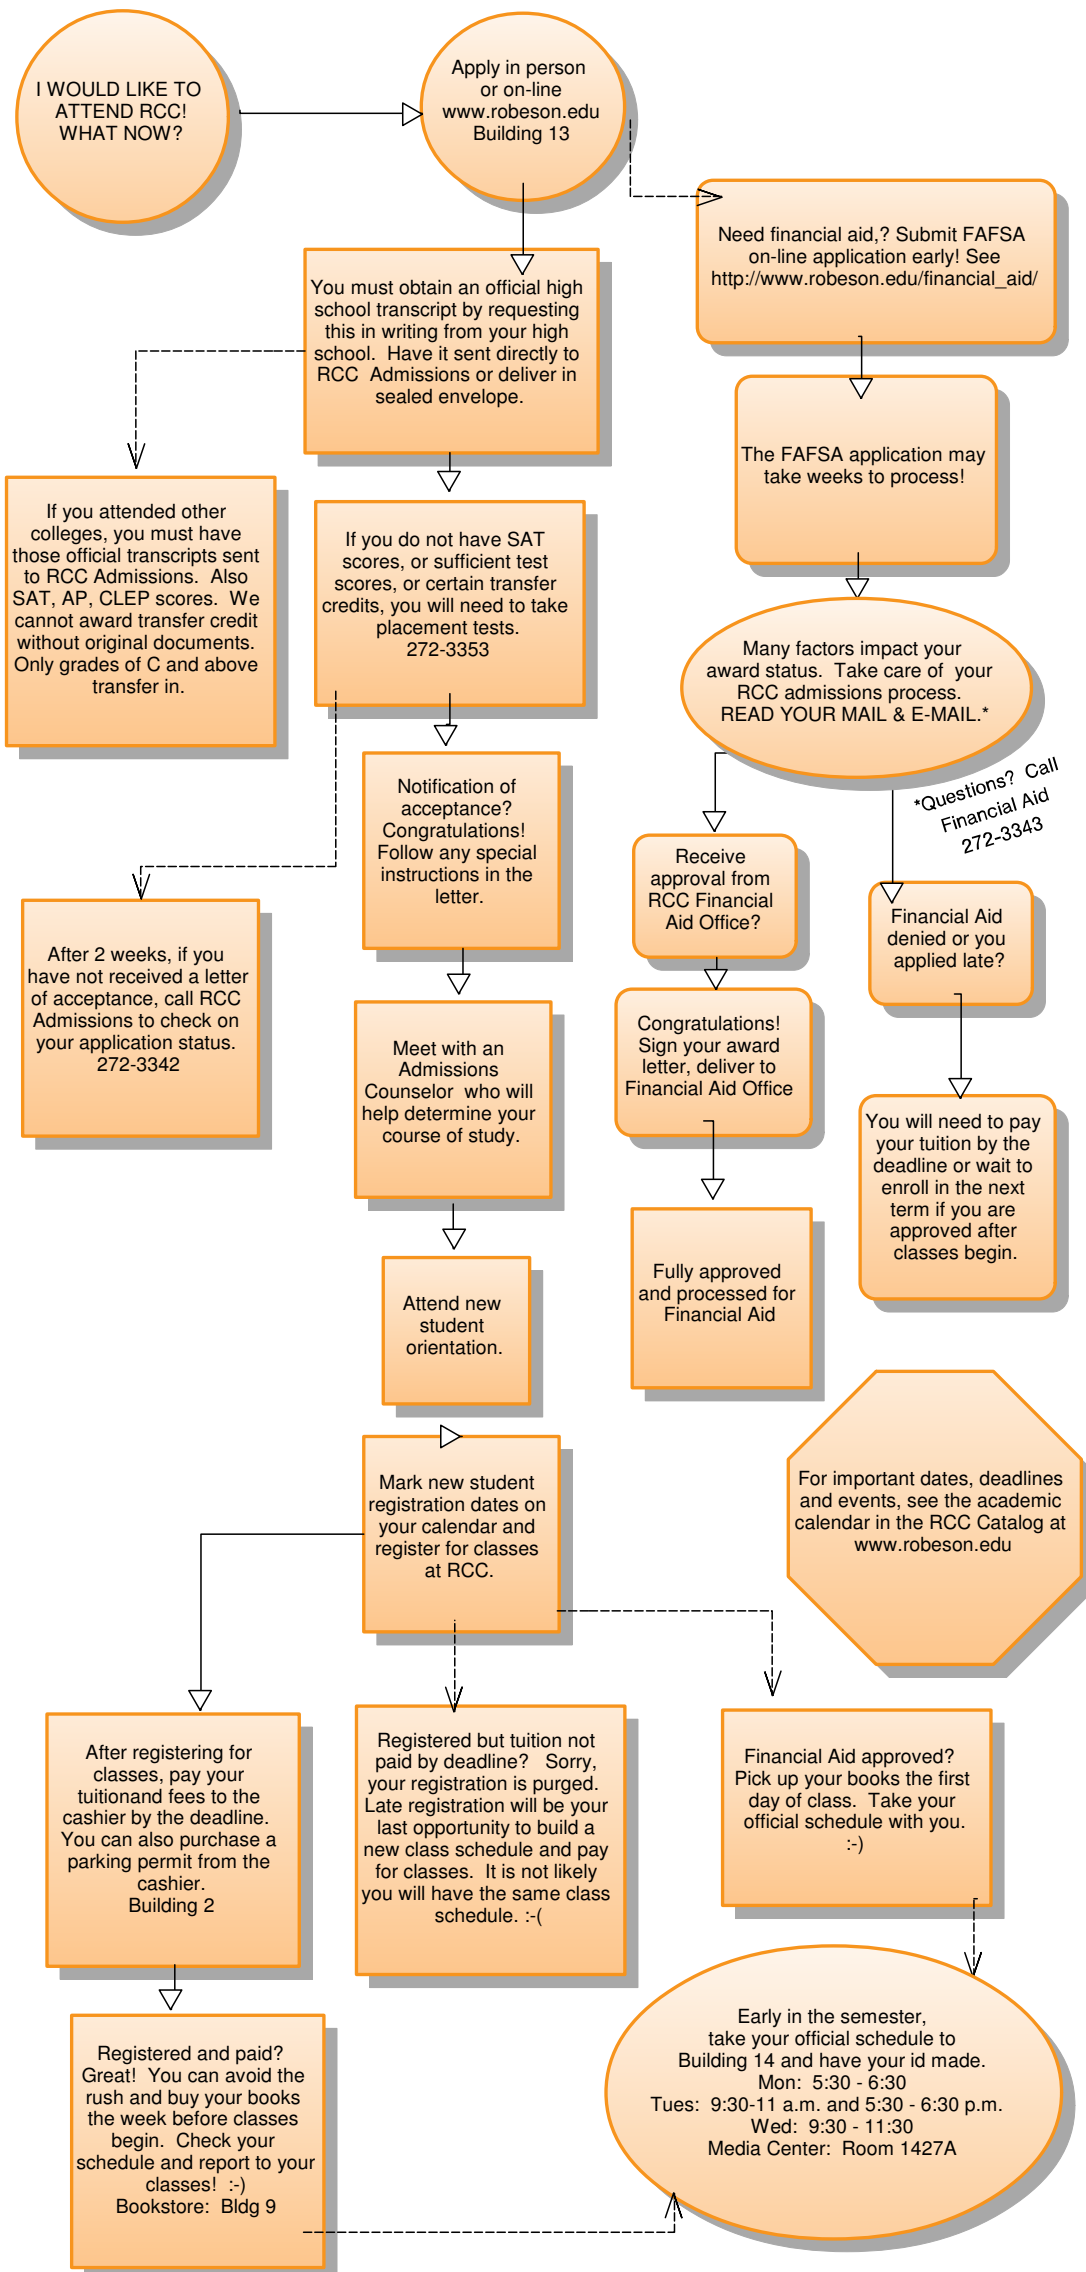 I WOULD LIKE TO
ATTEND RCC!
WHAT NOW?
Apply in person
or on-line
www.robeson.edu
Building 13
Need financial aid,? Submit FAFSA
on-line application early! See
http://www.robeson.edu/financial_aid/
You must obtain an official high
school transcript by requesting
this in writing from your high
school. Have it sent directly to
RCC Admissions or deliver in
sealed envelope.
The FAFSA application may
take weeks to process!
If you attended other
colleges, you must have
those official transcripts sent
to RCC Admissions. Also
SAT, AP, CLEP scores. We
cannot award transfer credit
without original documents.
Only grades of C and above
transfer in.
If you do not have SAT
scores, or sufficient test
scores, or certain transfer
credits, you will need to take
placement tests.
272-3353
Many factors impact your
award status. Take care of your
RCC admissions process.
READ YOUR MAIL & E-MAIL.*
*Questions? Call
Financial Aid
272-3343
Notification of
acceptance?
Congratulations!
Follow any special
instructions in the
letter.
Receive
approval from
RCC Financial
Aid Office?
Financial Aid
denied or you
applied late?
After 2 weeks, if you
have not received a letter
of acceptance, call RCC
Admissions to check on
your application status.
272-3342
Meet with an
Admissions
Counselor who will
help determine your
course of study.
Congratulations!
Sign your award
letter, deliver to
Financial Aid Office
You will need to pay
your tuition by the
deadline or wait to
enroll in the next
term if you are
approved after
classes begin.
Attend new
student
orientation.
Fully approved
and processed for
Financial Aid
Mark new student
registration dates on
your calendar and
register for classes
at RCC.
For important dates, deadlines
and events, see the academic
calendar in the RCC Catalog at
www.robeson.edu
After registering for
classes, pay your
tuitionand fees to the
cashier by the deadline.
You can also purchase a
parking permit from the
cashier.
Building 2
Registered but tuition not
paid by deadline? Sorry,
your registration is purged.
Late registration will be your
last opportunity to build a
new class schedule and pay
for classes. It is not likely
you will have the same class
schedule. :-(
Financial Aid approved?
Pick up your books the first
day of class. Take your
official schedule with you.
:-)
Registered and paid?
Great! You can avoid the
rush and buy your books
the week before classes
begin. Check your
schedule and report to your
classes! :-)
Bookstore: Bldg 9
Early in the semester,
take your official schedule to
Building 14 and have your id made.
Mon: 5:30 - 6:30
Tues: 9:30-11 a.m. and 5:30 - 6:30 p.m.
Wed: 9:30 - 11:30
Media Center: Room 1427A